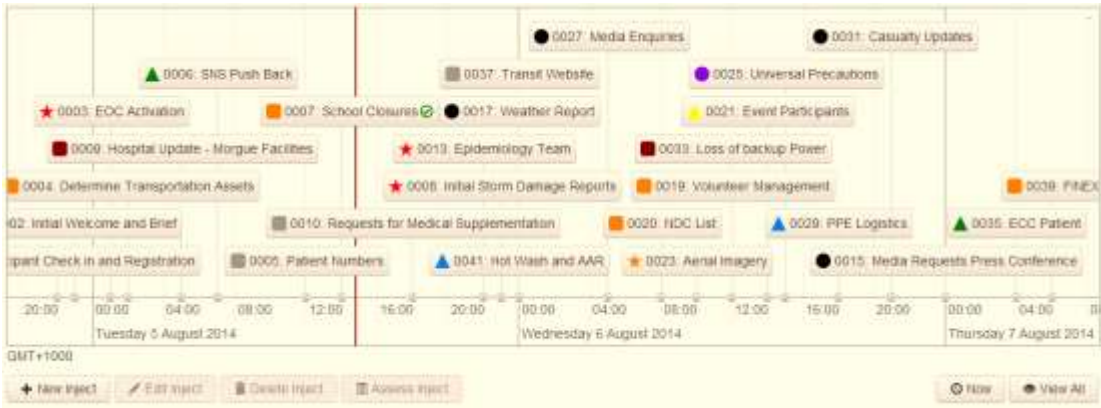 0027: Media Enquiries 0031: Casualty Updates
0006: SNS Push Back 0037: Transit Website 0025: Universal Precautions
0003: EOC Activation 0007: School Closures 0017: Weather Report 0021: Event Participants
0009: Hospital Update - Morgue Facilities 0013: Epidemiology Team 0033: Loss of backup Power
0004: Determine Transportation Assets 0008: Initial Storm Damage Reports 0019: Volunteer Management 0039: FINEX
02: Initial Welcome and Brief 0010: Requests for Medical Supplementation 0020: NDC List 0029: PPE Logistics 0035: ECC Patient
ipant Check in and Registration 0005: Patient Numbers 0041: Hot Wash and AAR 0023: Aerial Imagery 0015: Media Requests Press Conference
20:00 00:00 04:00 08:00 12:00 16:00 20:00 00:00 04:00 08:00 12:00 16:00 20:00 00:00 04:00
Tuesday 5 August 2014 Wednesday 6 August 2014 Thursday 7 August 2014
GMT+1000
New Inject Edit Inject Delete Inject Assess Inject Now View All